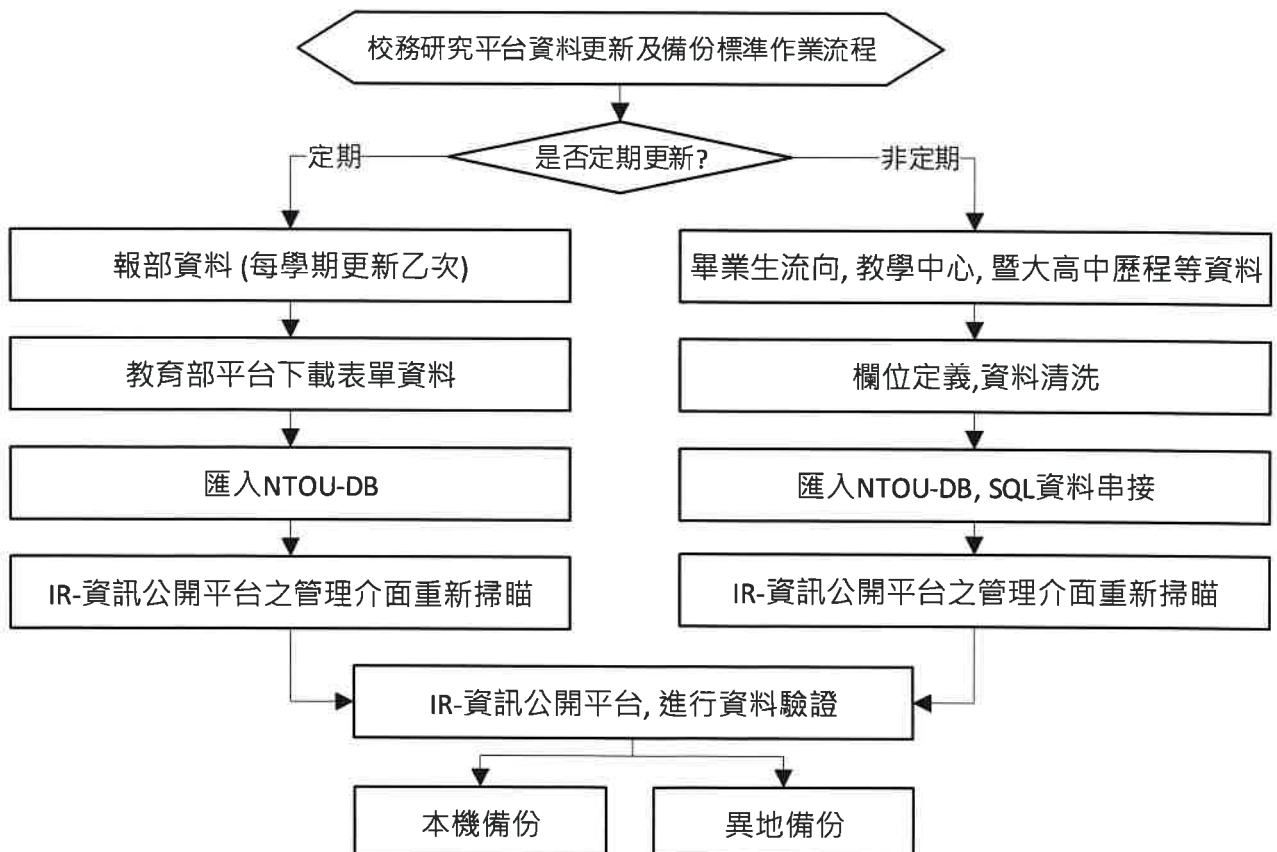 校務研究平台資料更新及備份標準作業流程
是否定期更新?
定期
非定期
報部資料 (每學期更新乙次)
畢業生流向, 教學中心, 暨大高中歷程等資料
教育部平台下載表單資料
欄位定義,資料清洗
匯入NTOU-DB
匯入NTOU-DB, SQL資料串接
IR-資訊公開平台之管理介面重新掃瞄
IR-資訊公開平台之管理介面重新掃瞄
IR-資訊公開平台, 進行資料驗證
本機備份
異地備份